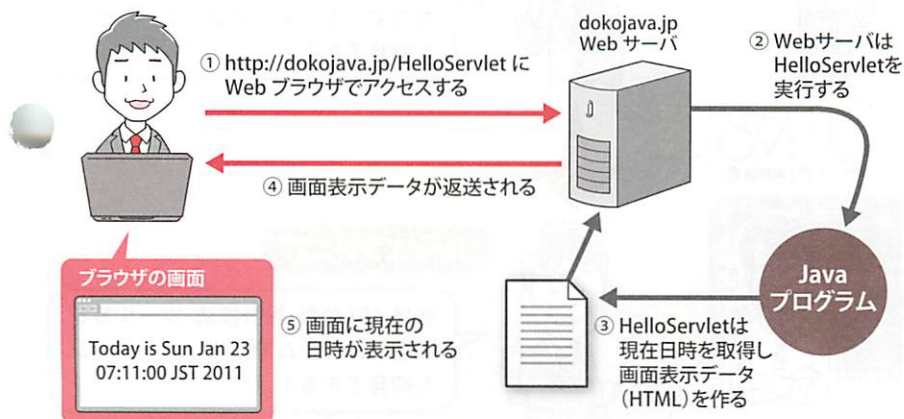 ① http://dokojava.jp/HelloServlet に
Web ブラウザでアクセスする
dokojava.jp
Web サーバ
② Webサーバは
HelloServletを
実行する
④ 画面表示データが返送される
Java
プログラム
③ HelloServletは
現在日時を取得し
画面表示データ
(HTML)を作る
ブラウザの画面
Today is Sun Jan 23
07:11:00 JST 2011
⑤ 画面に現在の
日時が表示される